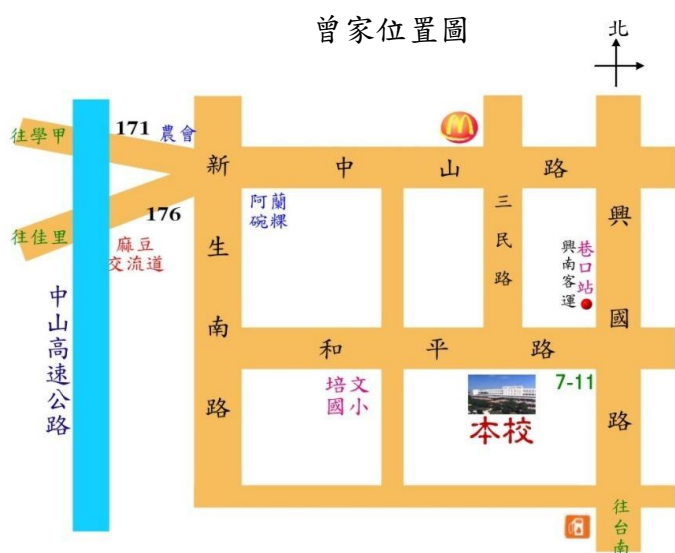 曾家位置圖
北
往學甲
171
農會
新生南路
中山路
三民路
興國路
176
往佳里
麻豆
交流道
阿蘭
碗粿
巷口站
興南客運
中山高速公路
和平路
培文
國小
7-11
本校
往台南